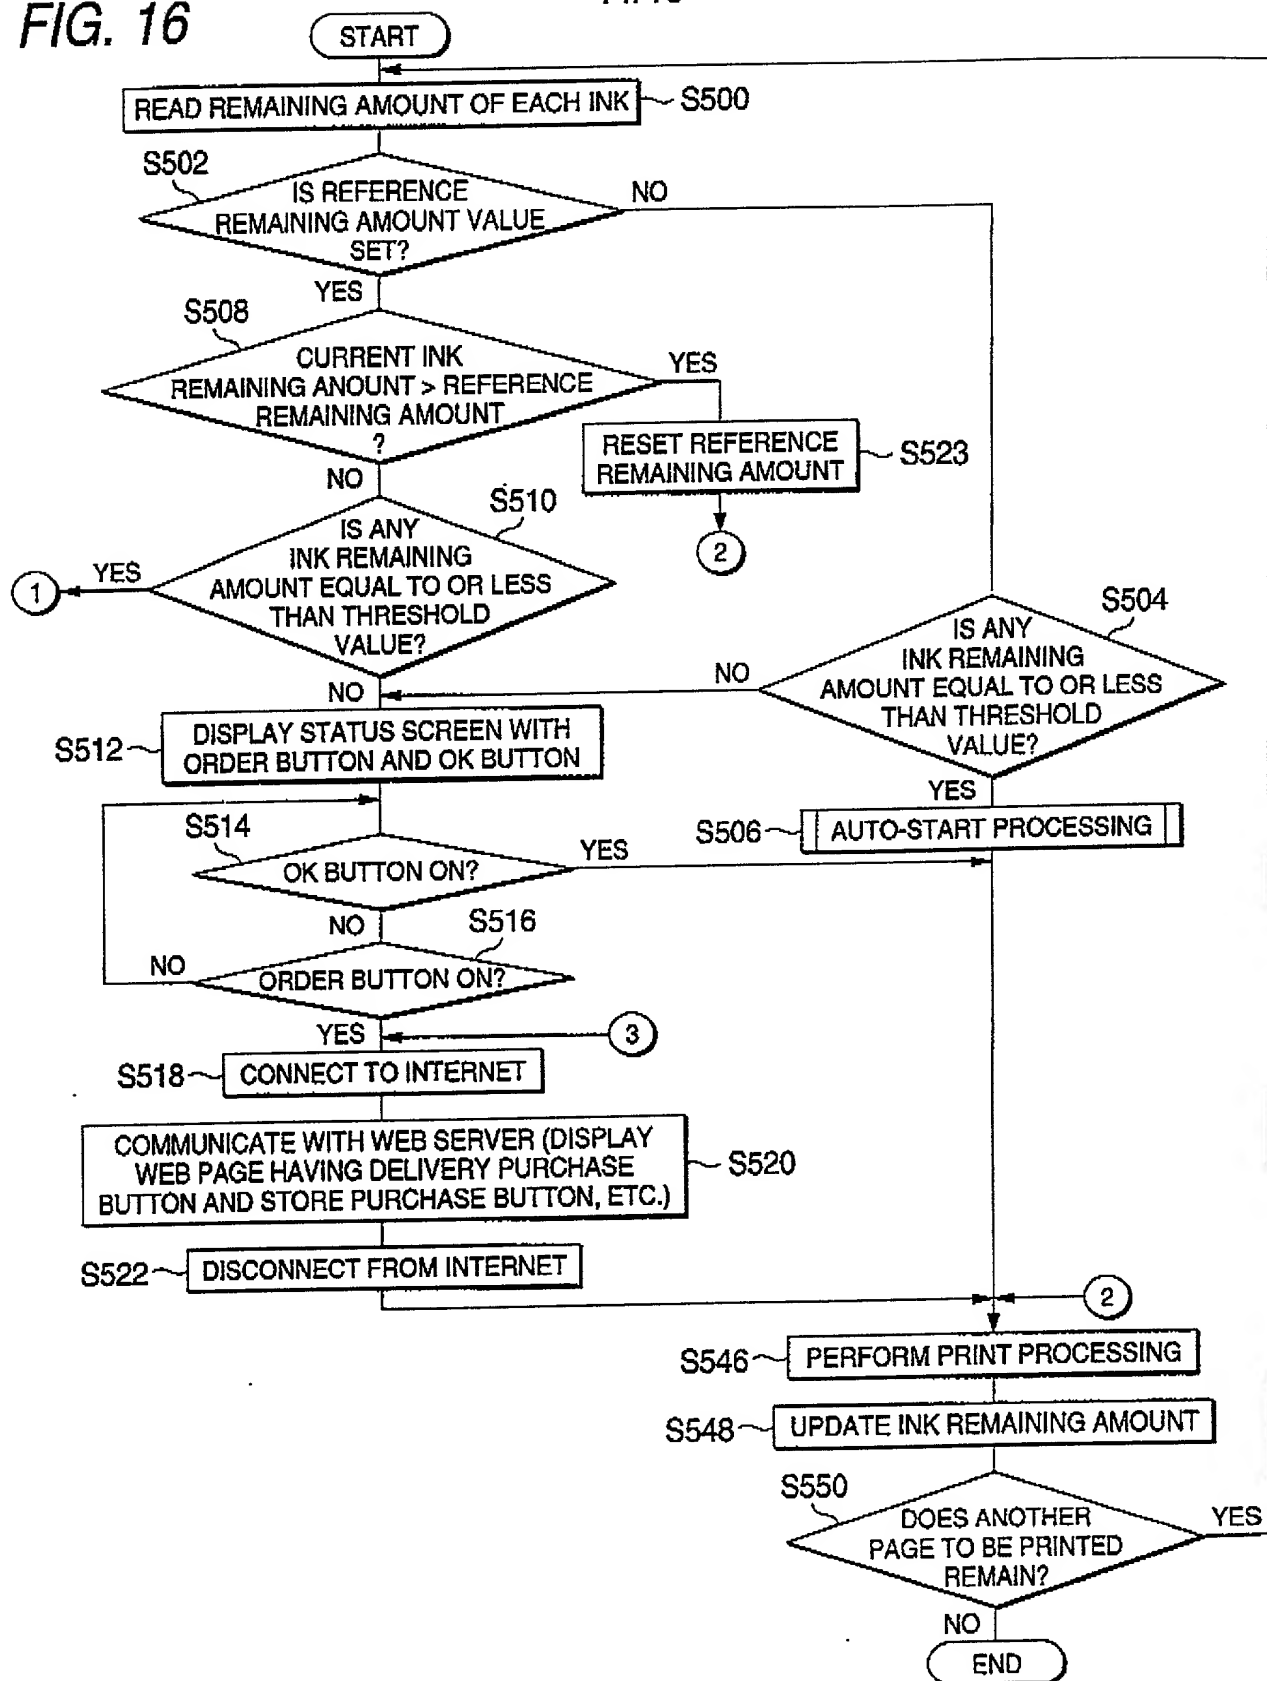 FIG. 16
START
READ REMAINING AMOUNT OF EACH INK
S500
S502
IS REFERENCE
REMAINING AMOUNT VALUE
SET?
NO
YES
S508
CURRENT INK
REMAINING ANOUNT > REFERENCE
REMAINING AMOUNT
?
YES
NO
RESET REFERENCE
REMAINING AMOUNT
S523
2
S510
IS ANY
INK REMAINING
AMOUNT EQUAL TO OR LESS
THAN THRESHOLD
VALUE?
YES
1
NO
S504
IS ANY
INK REMAINING
AMOUNT EQUAL TO OR LESS
THAN THRESHOLD
VALUE?
NO
YES
S512
DISPLAY STATUS SCREEN WITH
ORDER BUTTON AND OK BUTTON
S506
AUTO-START PROCESSING
S514
OK BUTTON ON?
YES
NO
S516
ORDER BUTTON ON?
NO
YES
3
S518
CONNECT TO INTERNET
COMMUNICATE WITH WEB SERVER (DISPLAY
WEB PAGE HAVING DELIVERY PURCHASE
BUTTON AND STORE PURCHASE BUTTON, ETC.)
S520
S522
DISCONNECT FROM INTERNET
2
S546
PERFORM PRINT PROCESSING
S548
UPDATE INK REMAINING AMOUNT
S550
DOES ANOTHER
PAGE TO BE PRINTED
REMAIN?
YES
NO
END